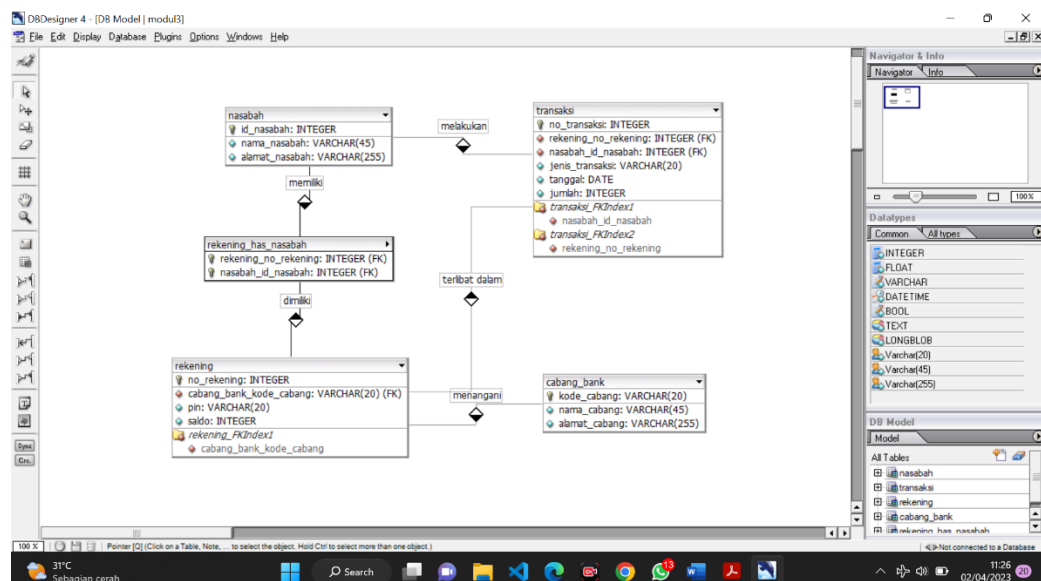 DBDesigner 4 - [DB Model | modul3]
File Edit Display Database Plugins Options Windows Help
nasabah
id_nasabah: INTEGER
nama_nasabah: VARCHAR(45)
alamat_nasabah: VARCHAR(255)
melakukan
transaksi
no_transaksi: INTEGER
rekening_no_rekening: INTEGER (FK)
nasabah_id_nasabah: INTEGER (FK)
jenis_transaksi: VARCHAR(20)
tanggal: DATE
jumlah: INTEGER
transaksi_FKIndex1
nasabah_id_nasabah
transaksi_FKIndex2
rekening_no_rekening
memiliki
rekening_has_nasabah
rekening_no_rekening: INTEGER (FK)
nasabah_id_nasabah: INTEGER (FK)
terlibat dalam
dimiliki
rekening
no_rekening: INTEGER
cabang_bank_kode_cabang: VARCHAR(20) (FK)
pin: VARCHAR(20)
saldo: INTEGER
rekening_FKIndex1
cabang_bank_kode_cabang
menangani
cabang_bank
kode_cabang: VARCHAR(20)
nama_cabang: VARCHAR(45)
alamat_cabang: VARCHAR(255)
Navigator & Info
Navigator Info
100%
Datatypes
Common All types
INTEGER
FLOAT
VARCHAR
DATETIME
BOOL
TEXT
LONGBLOB
Varchar(20)
Varchar(45)
Varchar(255)
DB Model
Model
All Tables
nasabah
transaksi
rekening
cabang_bank
rekening_has_nasabah
Sync
Crc.
100 % Pointer [Q] (Click on a Table, Note, ... to select the object. Hold Ctrl to select more than one object.)
Not connected to a Database
31°C
Sebagian cerah
Search
13
11:26
02/04/2023
20